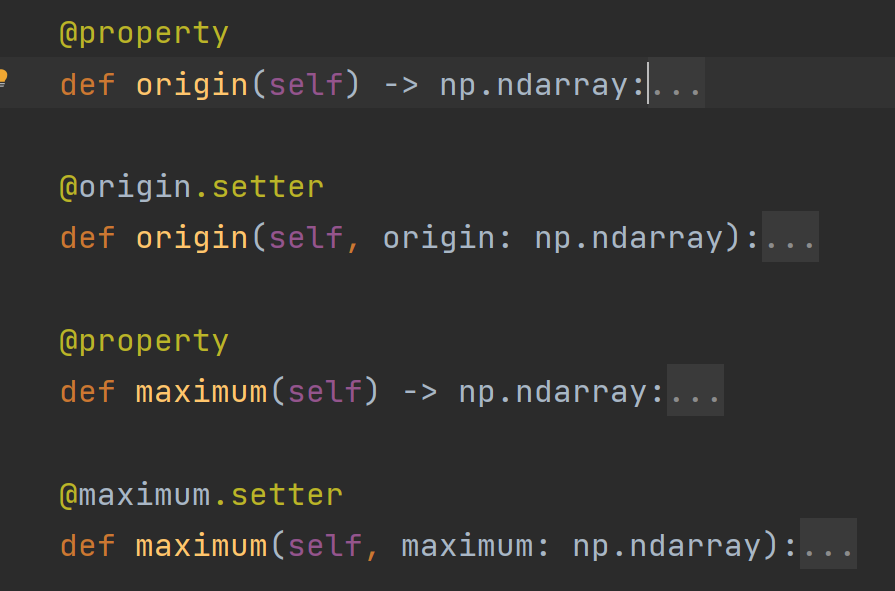 @property
def origin(self) -> np.ndarray:...
@origin.setter
def origin(self, origin: np.ndarray):...
@property
def maximum(self) -> np.ndarray:...
@maximum.setter
def maximum(self, maximum: np.ndarray):...